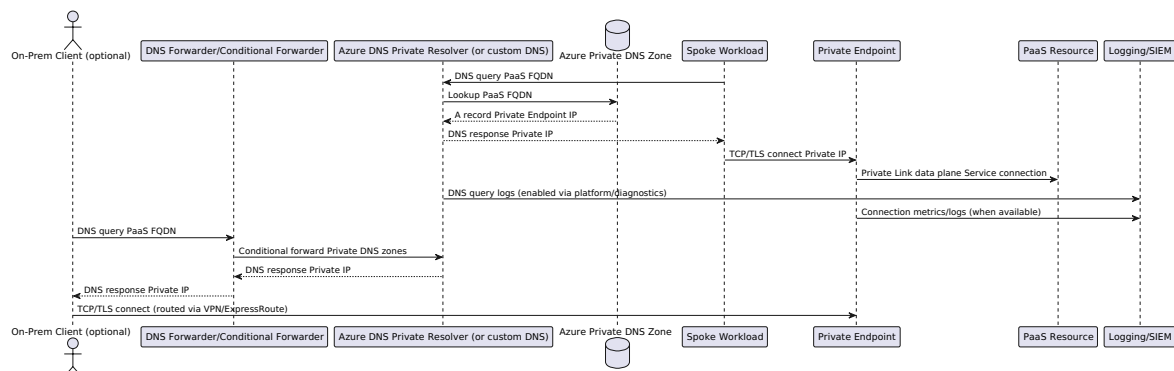 On-Prem Client (optional)
DNS Forwarder/Conditional Forwarder
Azure DNS Private Resolver (or custom DNS)
Azure Private DNS Zone
Spoke Workload
Private Endpoint
PaaS Resource
Logging/SIEM
DNS query PaaS FQDN
Lookup PaaS FQDN
A record Private Endpoint IP
DNS response Private IP
TCP/TLS connect Private IP
Private Link data plane Service connection
DNS query logs (enabled via platform/diagnostics)
Connection metrics/logs (when available)
DNS query PaaS FQDN
Conditional forward Private DNS zones
DNS response Private IP
DNS response Private IP
TCP/TLS connect (routed via VPN/ExpressRoute)
On-Prem Client (optional)
DNS Forwarder/Conditional Forwarder
Azure DNS Private Resolver (or custom DNS)
Azure Private DNS Zone
Spoke Workload
Private Endpoint
PaaS Resource
Logging/SIEM